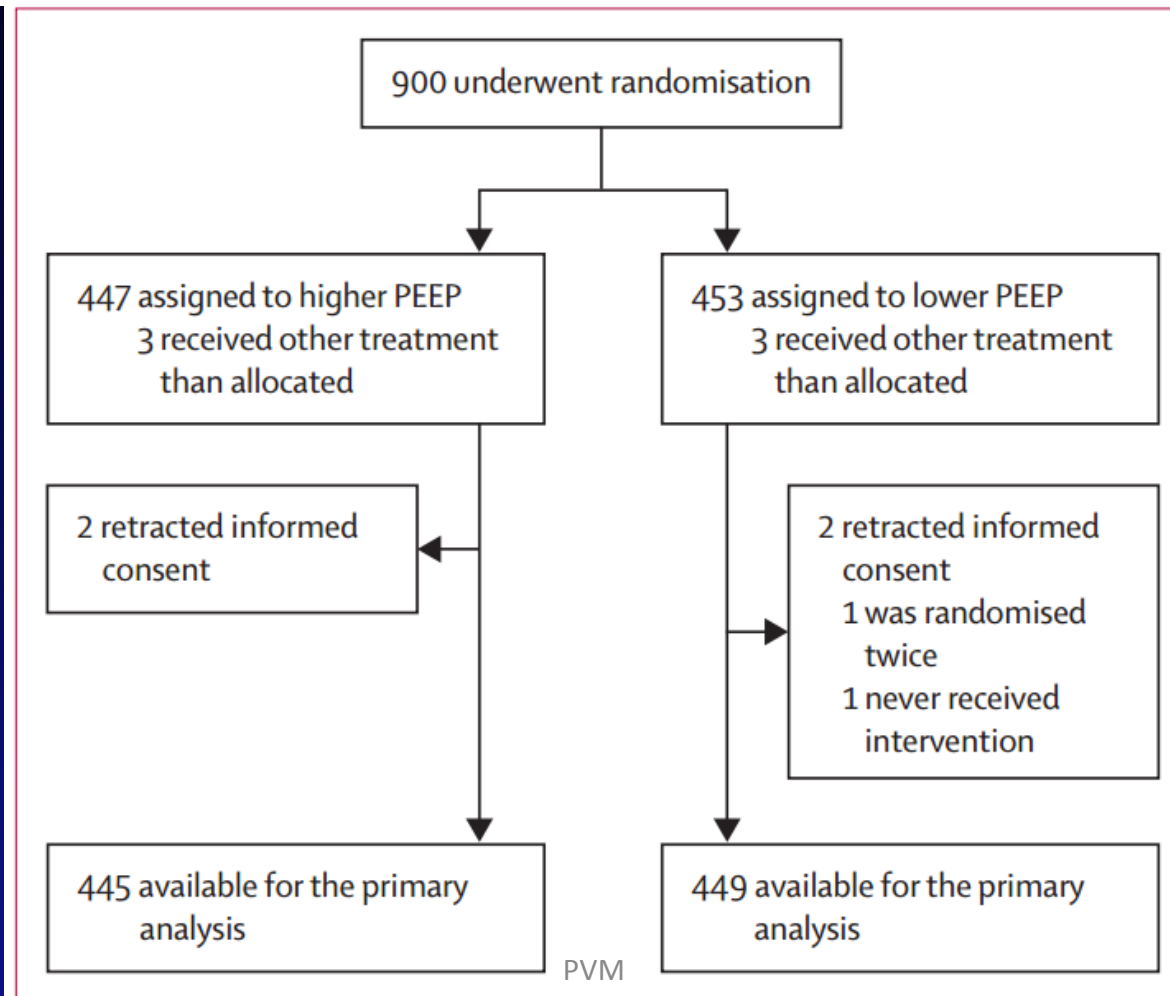 900 underwent randomisation
447 assigned to higher PEEP
3 received other treatment
than allocated
453 assigned to lower PEEP
3 received other treatment
than allocated
2 retracted informed
consent
2 retracted informed
consent
1 was randomised
twice
1 never received
intervention
445 available for the primary
analysis
449 available for the primary
analysis
PVM